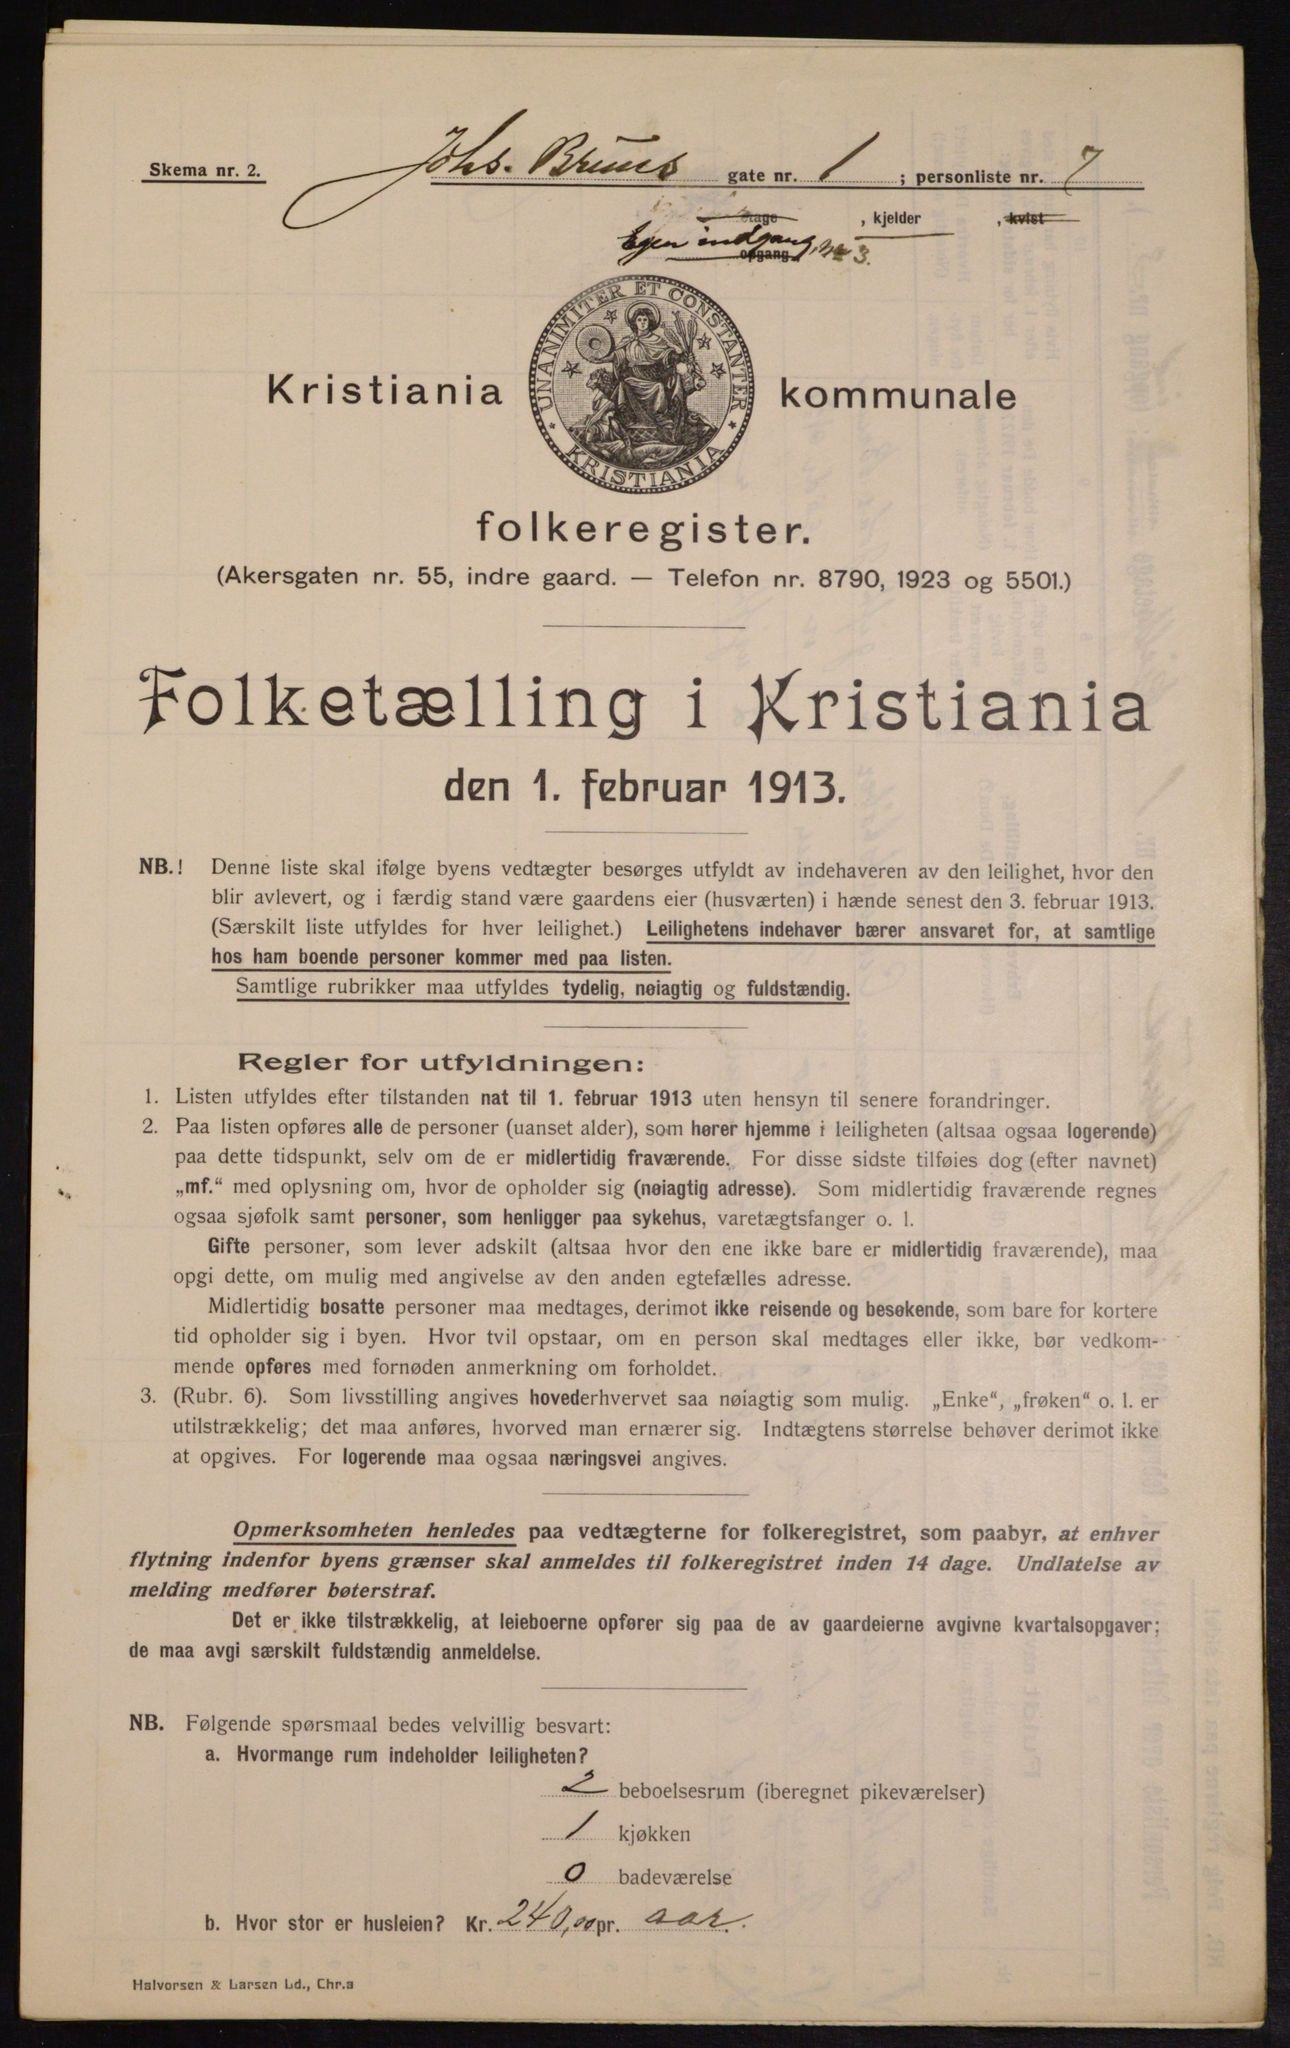 Skema nr. 2. Johs. Bruns gate nr. 1 ; personliste nr. 7
etage , kjelder , kvist
Egen indgang, nr 3.
opgang
UNANIMITER ET CONSTANTER
KRISTIANIA
Kristiania kommunale
folkeregister.
(Akersgaten nr. 55, indre gaard. — Telefon nr. 8790, 1923 og 5501.)
Folketælling i Kristiania
den 1. februar 1913.
NB.! Denne liste skal ifølge byens vedtægter besørges utfyldt av indehaveren av den leilighet, hvor den
blir avlevert, og i færdig stand være gaardens eier (husværten) i hænde senest den 3. februar 1913.
(Særskilt liste utfyldes for hver leilighet.) Leilighetens indehaver bærer ansvaret for, at samtlige
hos ham boende personer kommer med paa listen.
Samtlige rubrikker maa utfyldes tydelig, nøiagtig og fuldstændig.
Regler for utfyldningen:
1. Listen utfyldes efter tilstanden nat til 1. februar 1913 uten hensyn til senere forandringer.
2. Paa listen opføres alle de personer (uanset alder), som hører hjemme i leiligheten (altsaa ogsaa logerende)
paa dette tidspunkt, selv om de er midlertidig fraværende. For disse sidste tilføies dog (efter navnet)
„mf.“ med oplysning om, hvor de opholder sig (nøiagtig adresse). Som midlertidig fraværende regnes
ogsaa sjøfolk samt personer, som henligger paa sykehus, varetægtsfanger o. l.
Gifte personer, som lever adskilt (altsaa hvor den ene ikke bare er midlertidig fraværende), maa
opgi dette, om mulig med angivelse av den anden egtefælles adresse.
Midlertidig bosatte personer maa medtages, derimot ikke reisende og besøkende, som bare for kortere
tid opholder sig i byen. Hvor tvil opstaar, om en person skal medtages eller ikke, bør vedkom-
mende opføres med fornøden anmerkning om forholdet.
3. (Rubr. 6). Som livsstilling angives hovederhvervet saa nøiagtig som mulig. „Enke“, „frøken“ o. l. er
utilstrækkelig; det maa anføres, hvorved man ernærer sig. Indtægtens størrelse behøver derimot ikke
at opgives. For logerende maa ogsaa næringsvei angives.
Opmerksomheten henledes paa vedtægterne for folkeregistret, som paabyr, at enhver
flytning indenfor byens grænser skal anmeldes til folkeregistret inden 14 dage. Undlatelse av
melding medfører bøterstraf.
Det er ikke tilstrækkelig, at leieboerne opfører sig paa de av gaardeierne avgivne kvartalsopgaver;
de maa avgi særskilt fuldstændig anmeldelse.
NB. Følgende spørsmaal bedes velvillig besvart:
a. Hvormange rum indeholder leiligheten?
2 beboelsesrum (iberegnet pikeværelser)
1 kjøkken
0 badeværelse
b. Hvor stor er husleien? Kr. 240,00 pr. aar.
Halvorsen & Larsen Ld., Chr.a